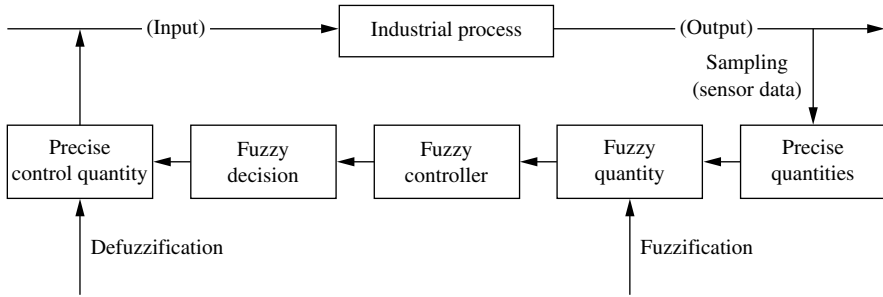 (Input)
Industrial process
(Output)
Sampling
(sensor data)
Precise
control quantity
Fuzzy
decision
Fuzzy
controller
Fuzzy
quantity
Precise
quantities
Defuzzification
Fuzzification